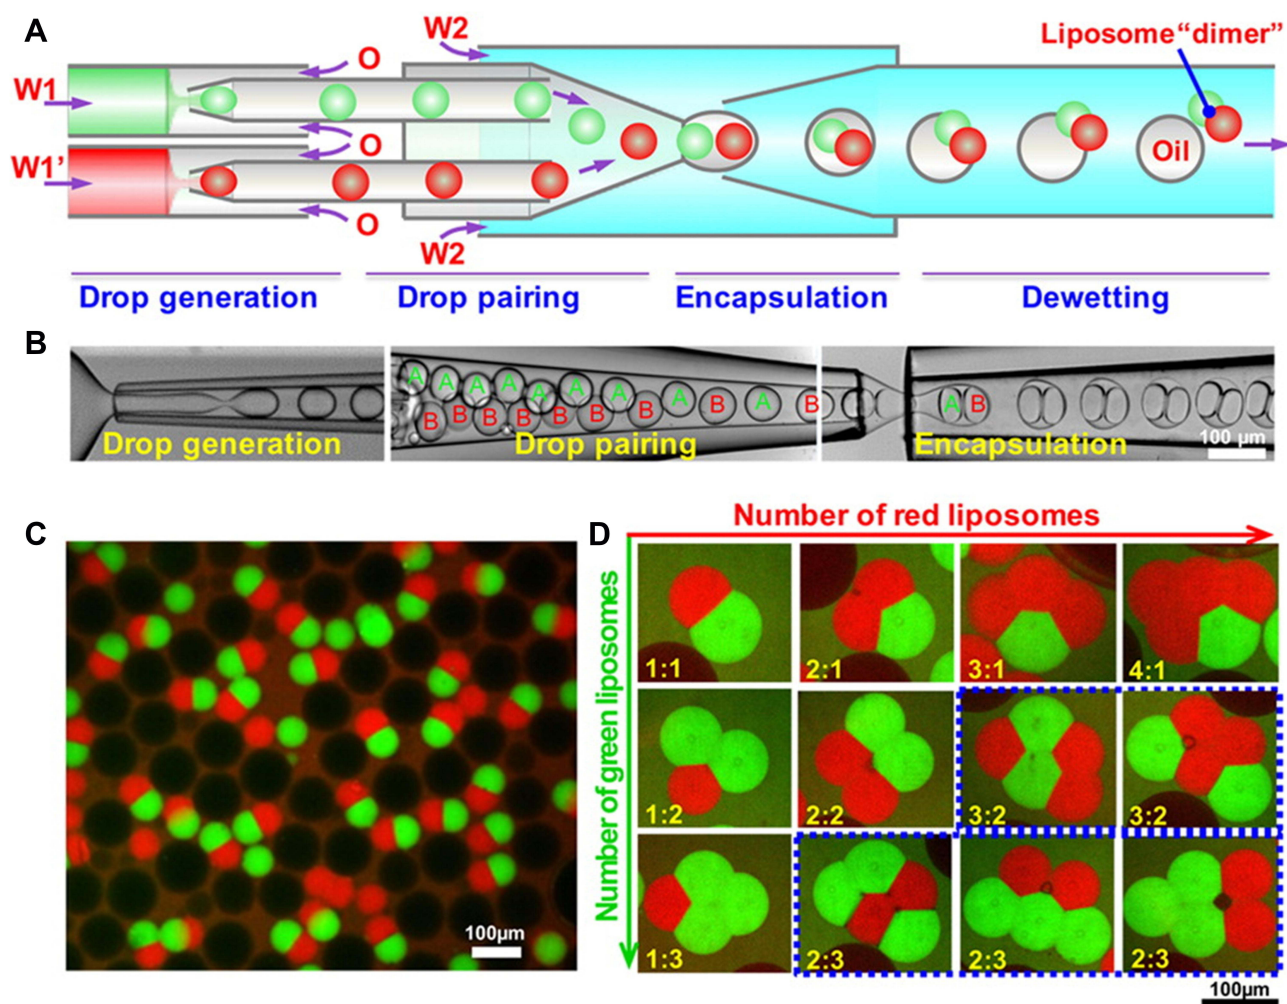 A
W2
O
Liposome“dimer”
W1
O
W1’
Oil
O
W2
Drop generation
Drop pairing
Encapsulation
Dewetting
B
A A A A A A A A A A
B B B B B B B B B B
Drop generation
Drop pairing
Encapsulation
100 μm
C
100μm
D
Number of red liposomes
Number of green liposomes
1:1
2:1
3:1
4:1
1:2
2:2
3:2
3:2
1:3
2:3
2:3
2:3
100μm